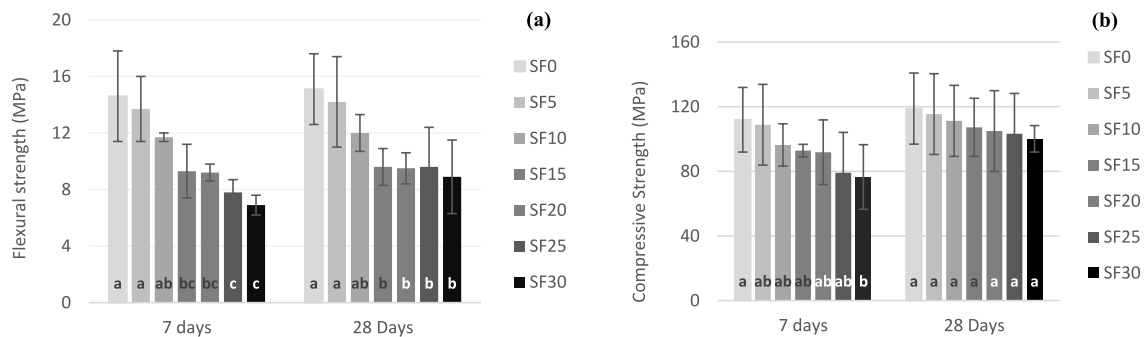 (a)
Flexural strength (MPa)
20
16
12
8
4
0
a a ab bc bc c c
a a ab b b b b
7 days 28 Days
SF0
SF5
SF10
SF15
SF20
SF25
SF30
(b)
Compressive Strength (MPa)
160
120
80
40
0
a ab ab ab ab ab b
a a a a a a a
7 days 28 Days
SF0
SF5
SF10
SF15
SF20
SF25
SF30